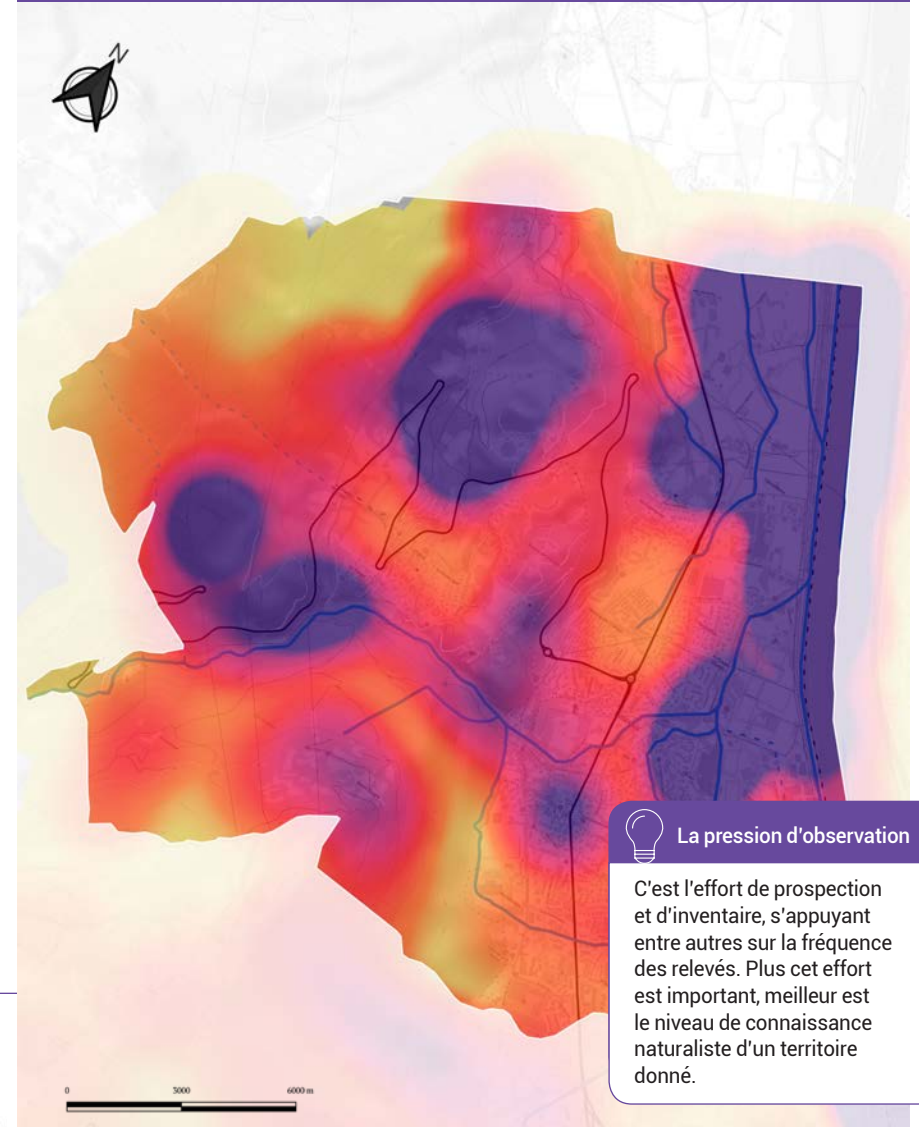 N
La pression d'observation
C'est l'effort de prospection
et d'inventaire, s'appuyant
entre autres sur la fréquence
des relevés. Plus cet effort
est important, meilleur est
le niveau de connaissance
naturaliste d'un territoire
donné.
0 3000 6000 m